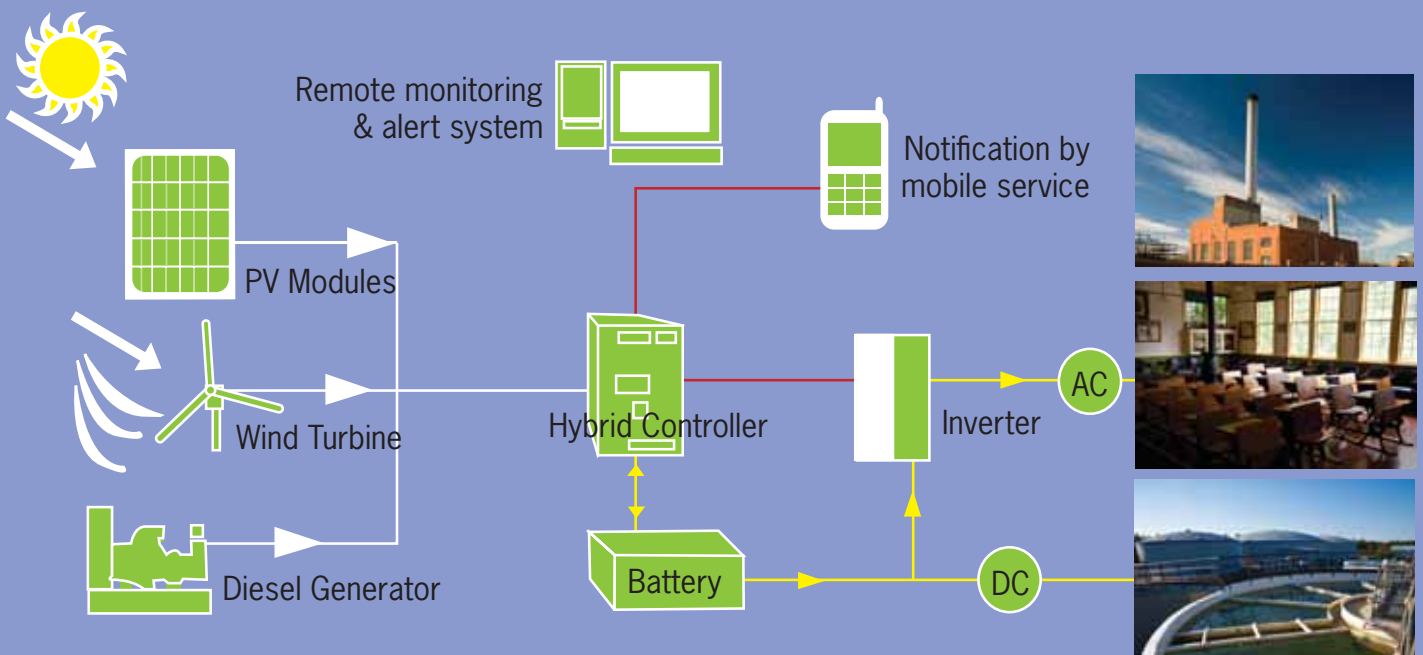 Remote monitoring
& alert system
Notification by
mobile service
PV Modules
Wind Turbine
Hybrid Controller
Inverter
AC
Diesel Generator
Battery
DC